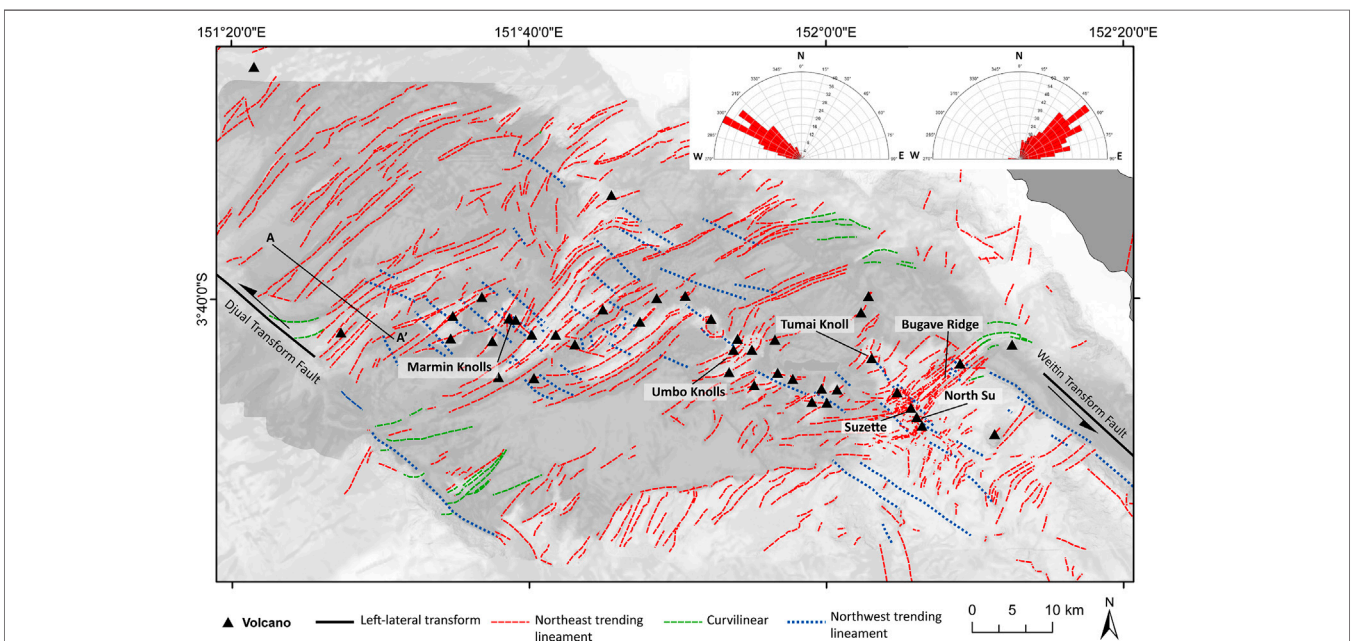 151°20'0"E
151°40'0"E
152°0'0"E
152°20'0"E
3°40'0"S
N
W
E
N
W
E
A
A'
Djual Transform Fault
Marmin Knolls
Umbo Knolls
Tumai Knoll
Bugave Ridge
North Su
Suzette
Weitin Transform Fault
Volcano
Left-lateral transform
Northeast trending
lineament
Curvilinear
Northwest trending
lineament
0 5 10 km
N